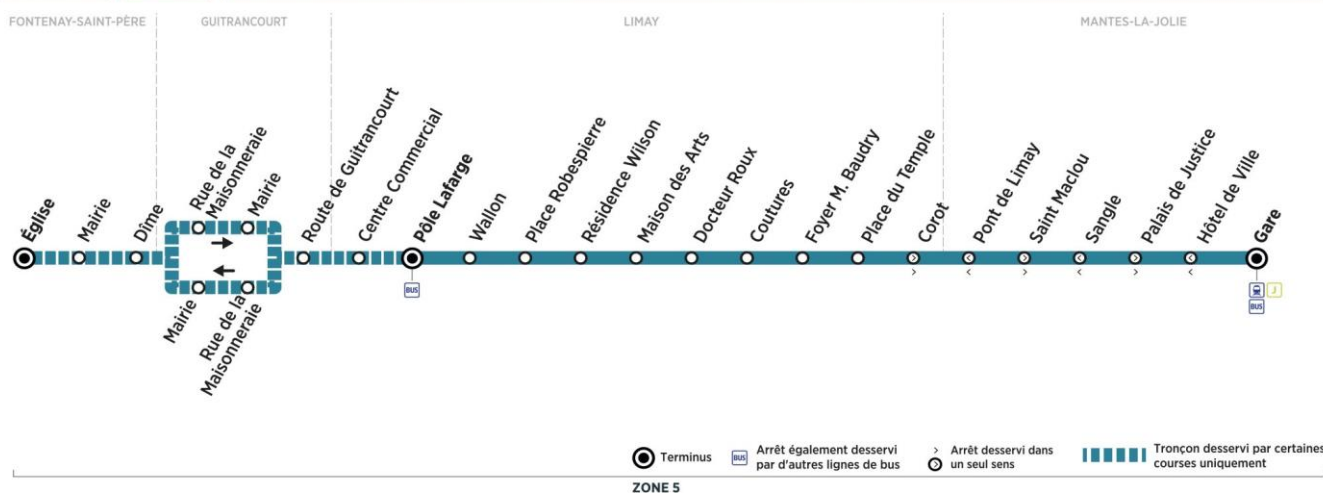 FONTENAY-SAINT-PÈRE
GUITRANCOURT
LIMAY
MANTES-LA-JOLIE
Église
Mairie
Dîme
Rue de la
Maisonneraie
Mairie
Mairie
Rue de la
Maisonneraie
Route de Guitrancourt
Centre Commercial
Pôle Lafarge
BUS
Wallon
Place Robespierre
Résidence Wilson
Maison des Arts
Docteur Roux
Coutures
Foyer M. Baudry
Place du Temple
Corot
Pont de Limay
Saint Maclou
Sangle
Palais de Justice
Hôtel de Ville
Gare
J
BUS
Terminus
BUS
Arrêt également desservi
par d'autres lignes de bus
Arrêt desservi dans
un seul sens
Tronçon desservi par certaines
courses uniquement
ZONE 5